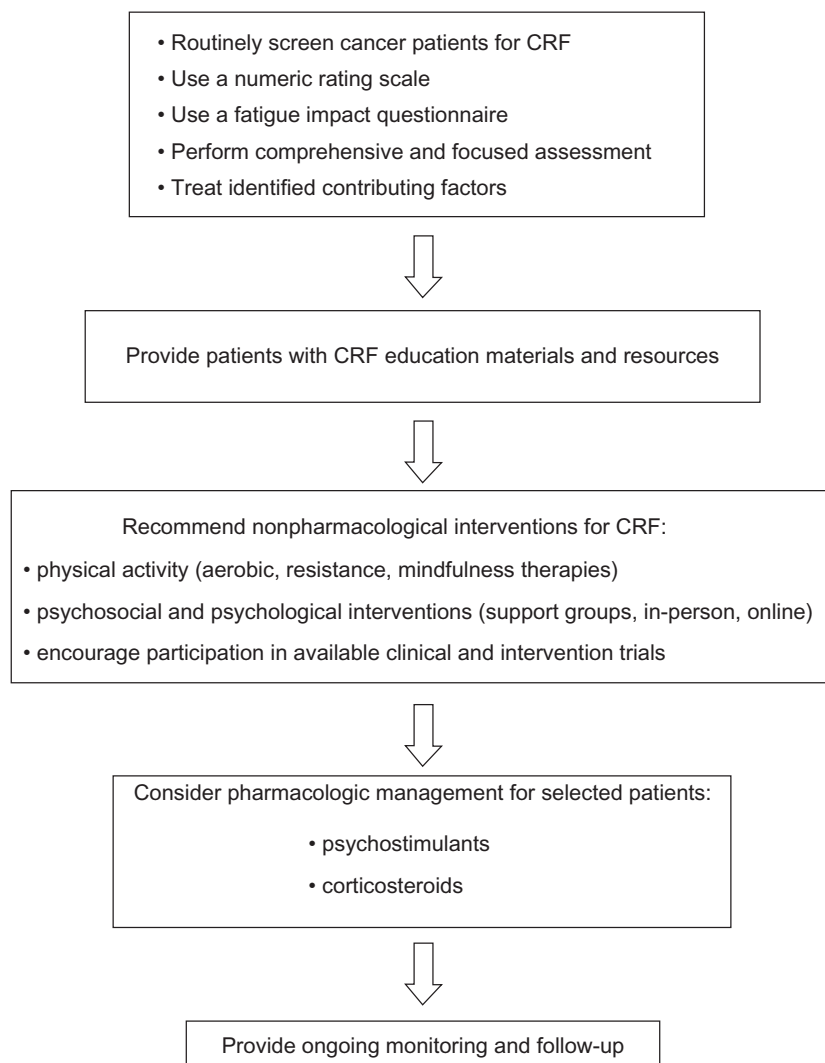 • Routinely screen cancer patients for CRF
• Use a numeric rating scale
• Use a fatigue impact questionnaire
• Perform comprehensive and focused assessment
• Treat identified contributing factors
Provide patients with CRF education materials and resources
Recommend nonpharmacological interventions for CRF:
• physical activity (aerobic, resistance, mindfulness therapies)
• psychosocial and psychological interventions (support groups, in-person, online)
• encourage participation in available clinical and intervention trials
Consider pharmacologic management for selected patients:
• psychostimulants
• corticosteroids
Provide ongoing monitoring and follow-up